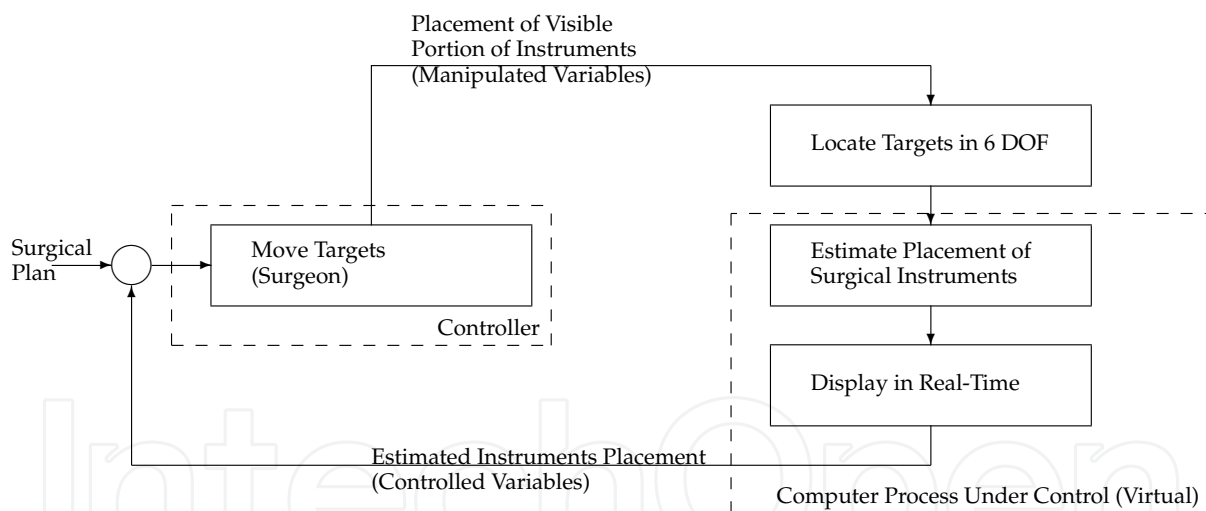 Placement of Visible
Portion of Instruments
(Manipulated Variables)
Locate Targets in 6 DOF
Surgical
Plan
Move Targets
(Surgeon)
Controller
Estimate Placement of
Surgical Instruments
Display in Real-Time
Estimated Instruments Placement
(Controlled Variables)
Computer Process Under Control (Virtual)
IntechOpen